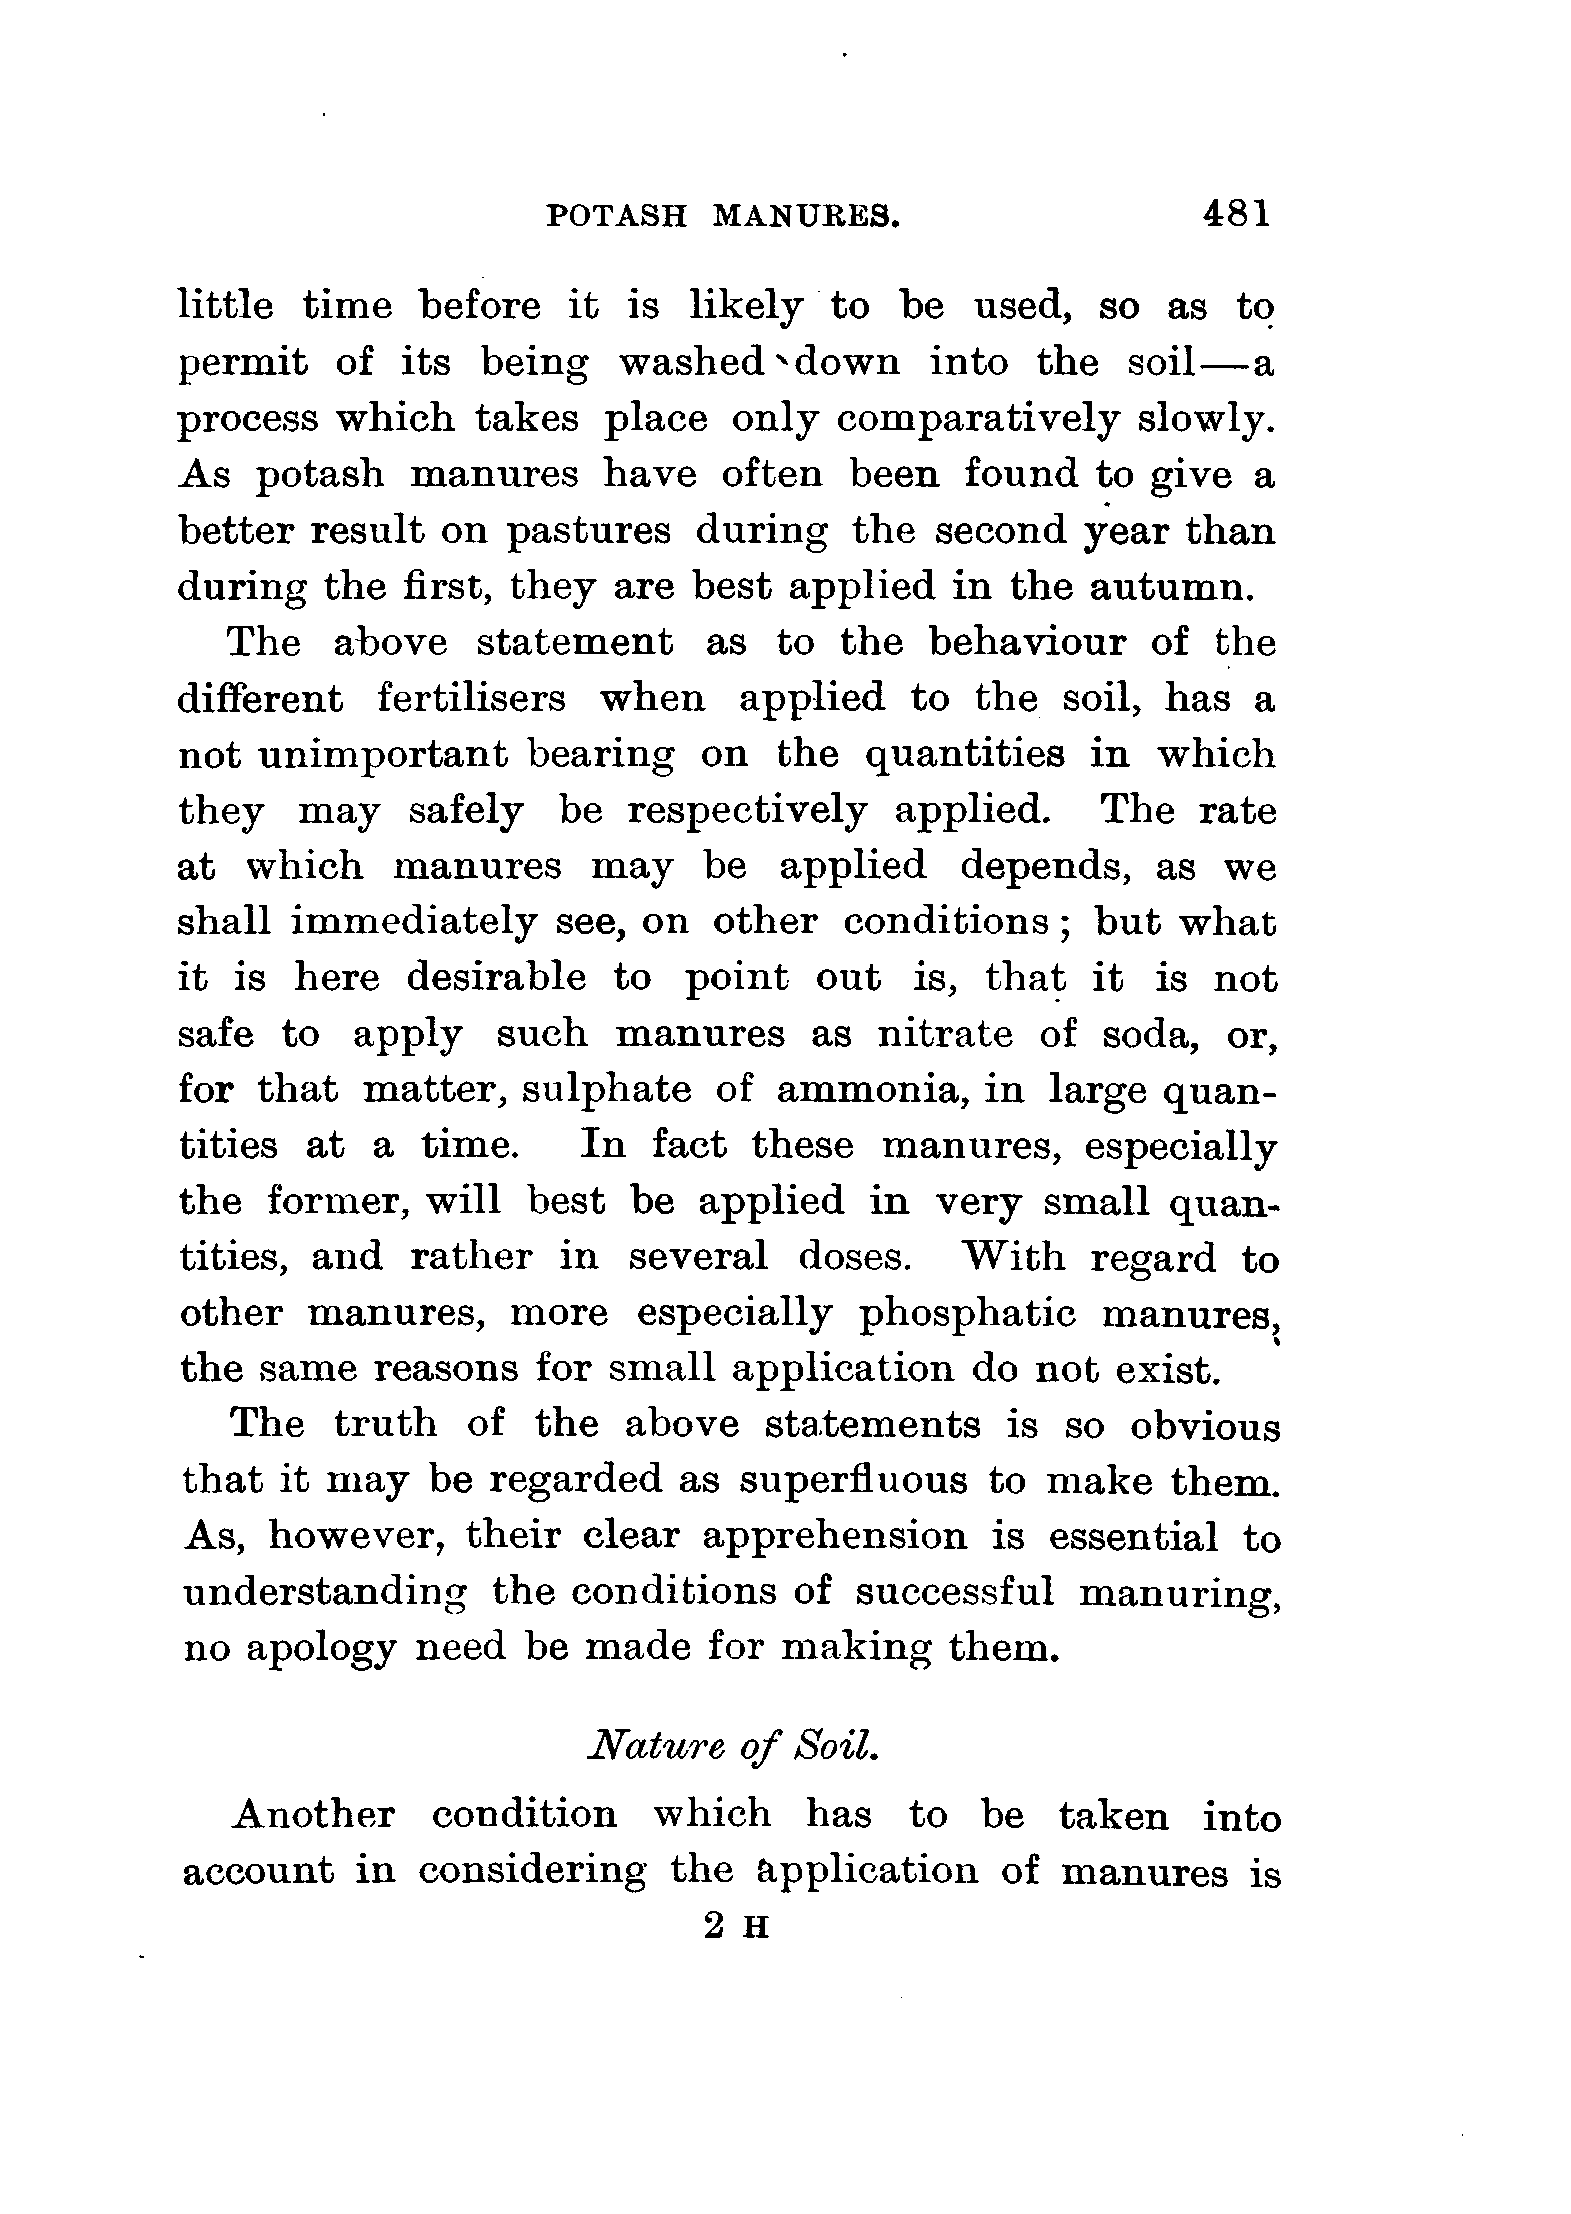 POTASH MANURES. 481
little time before it is likely to be used, so as to
permit of its being washed down into the soil—a
process which takes place only comparatively slowly.
As potash manures have often been found to give a
better result on pastures during the second year than
during the first, they are best applied in the autumn.
The above statement as to the behaviour of the
different fertilisers when applied to the soil, has a
not unimportant bearing on the quantities in which
they may safely be respectively applied. The rate
at which manures may be applied depends, as we
shall immediately see, on other conditions; but what
it is here desirable to point out is, that it is not
safe to apply such manures as nitrate of soda, or,
for that matter, sulphate of ammonia, in large quan-
tities at a time. In fact these manures, especially
the former, will best be applied in very small quan-
tities, and rather in several doses. With regard to
other manures, more especially phosphatic manures,
the same reasons for small application do not exist.
The truth of the above statements is so obvious
that it may be regarded as superfluous to make them.
As, however, their clear apprehension is essential to
understanding the conditions of successful manuring,
no apology need be made for making them.
Nature of Soil.
Another condition which has to be taken into
account in considering the application of manures is
2 H